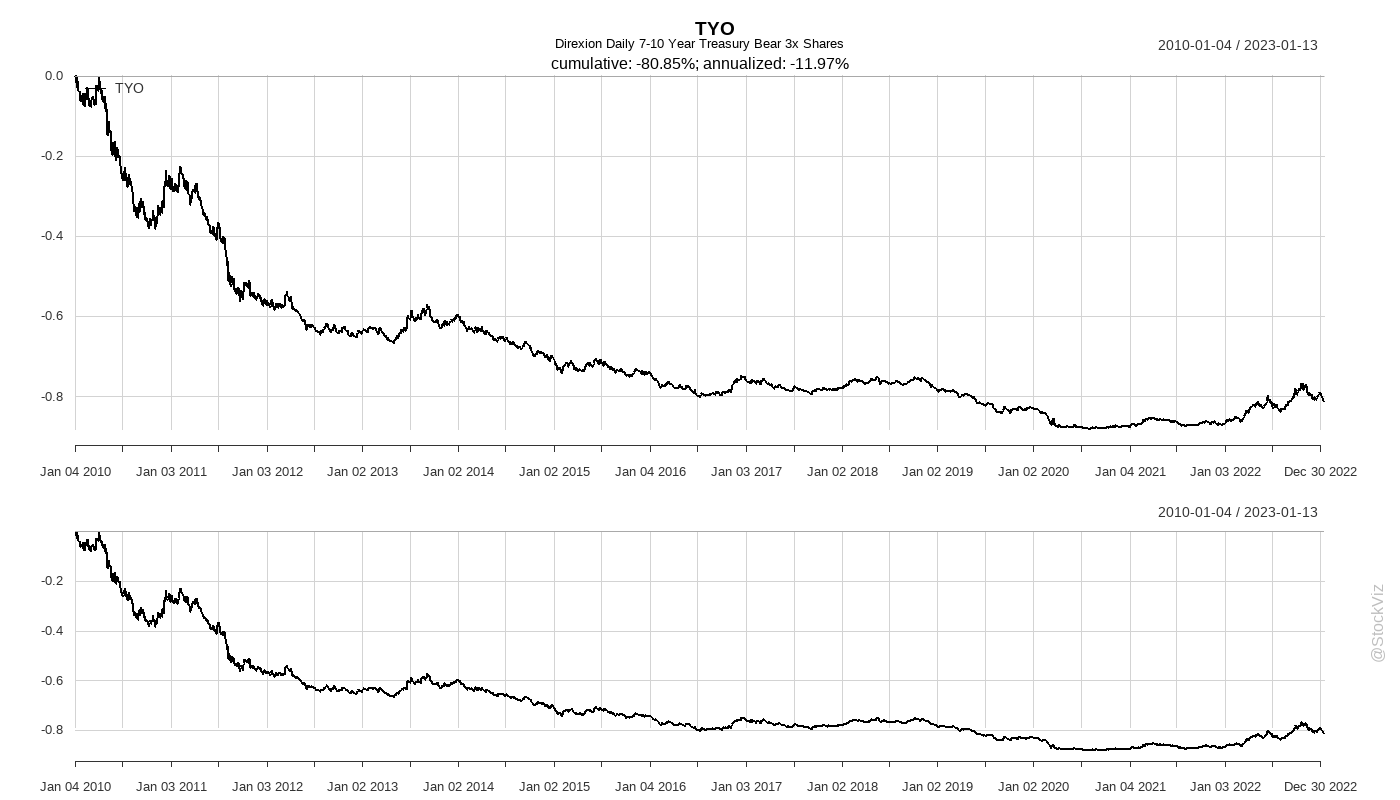 TYO
Direxion Daily 7-10 Year Treasury Bear 3x Shares
cumulative: -80.85%; annualized: -11.97%
2010-01-04 / 2023-01-13
TYO
0.0
-0.2
-0.4
-0.6
-0.8
Jan 04 2010 Jan 03 2011 Jan 03 2012 Jan 02 2013 Jan 02 2014 Jan 02 2015 Jan 04 2016 Jan 03 2017 Jan 02 2018 Jan 02 2019 Jan 02 2020 Jan 04 2021 Jan 03 2022 Dec 30 2022
2010-01-04 / 2023-01-13
-0.2
-0.4
-0.6
-0.8
Jan 04 2010 Jan 03 2011 Jan 03 2012 Jan 02 2013 Jan 02 2014 Jan 02 2015 Jan 04 2016 Jan 03 2017 Jan 02 2018 Jan 02 2019 Jan 02 2020 Jan 04 2021 Jan 03 2022 Dec 30 2022
@StockViz